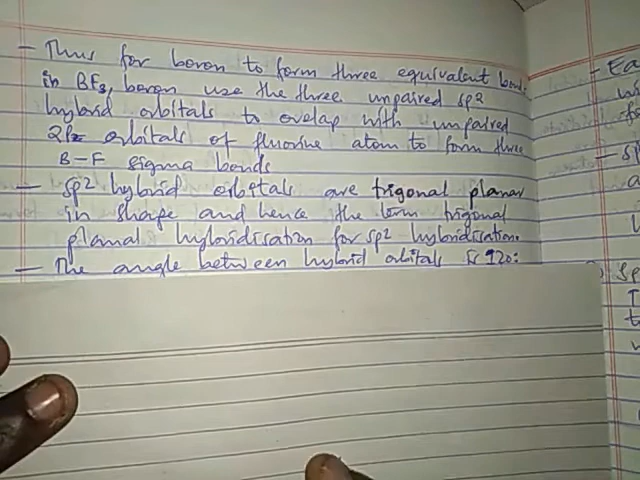 - Thus for boron to form three equivalent bonds
in BF3, boron use the three unpaired sp2
hybrid orbitals to ovelap with unpaired
2Pz orbitals of fluorine atom to form three
B-F sigma bonds
- sp2 hybrid orbitals are trigonal planar
in shape and hence the term trigonal
planal hybridisation for sp2 hybridisation.
- The angle between hybrid orbitals is 120: